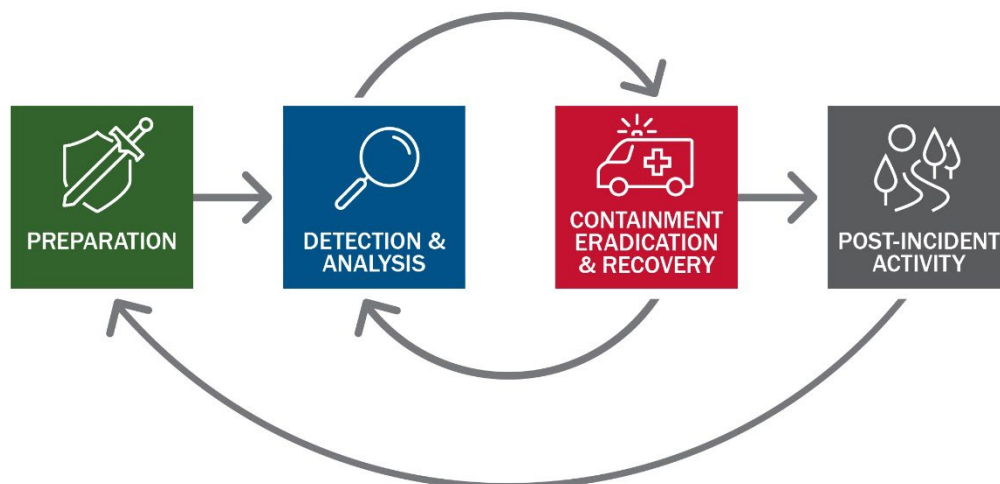 PREPARATION
DETECTION &
ANALYSIS
CONTAINMENT
ERADICATION
& RECOVERY
POST-INCIDENT
ACTIVITY